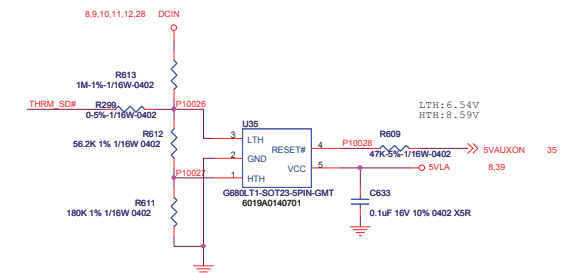 8,9,10,11,12,28 DCIN
R613
1M-1%-1/16W-0402
THRM_SD#
R299
0-5%-1/16W-0402
P10026
R612
56.2K 1% 1/16W 0402
P10027
R611
180K 1% 1/16W 0402
U35
3 LTH
2 GND
1 HTH
RESET# 4
VCC 5
G680LT1-SOT23-5PIN-GMT
6019A0140701
LTH:6.54V
HTH:8.59V
P10028
R609
47K-5%-1/16W-0402
5VAUXON 35
5VLA 8,39
C633
0.1uF 16V 10% 0402 X5R